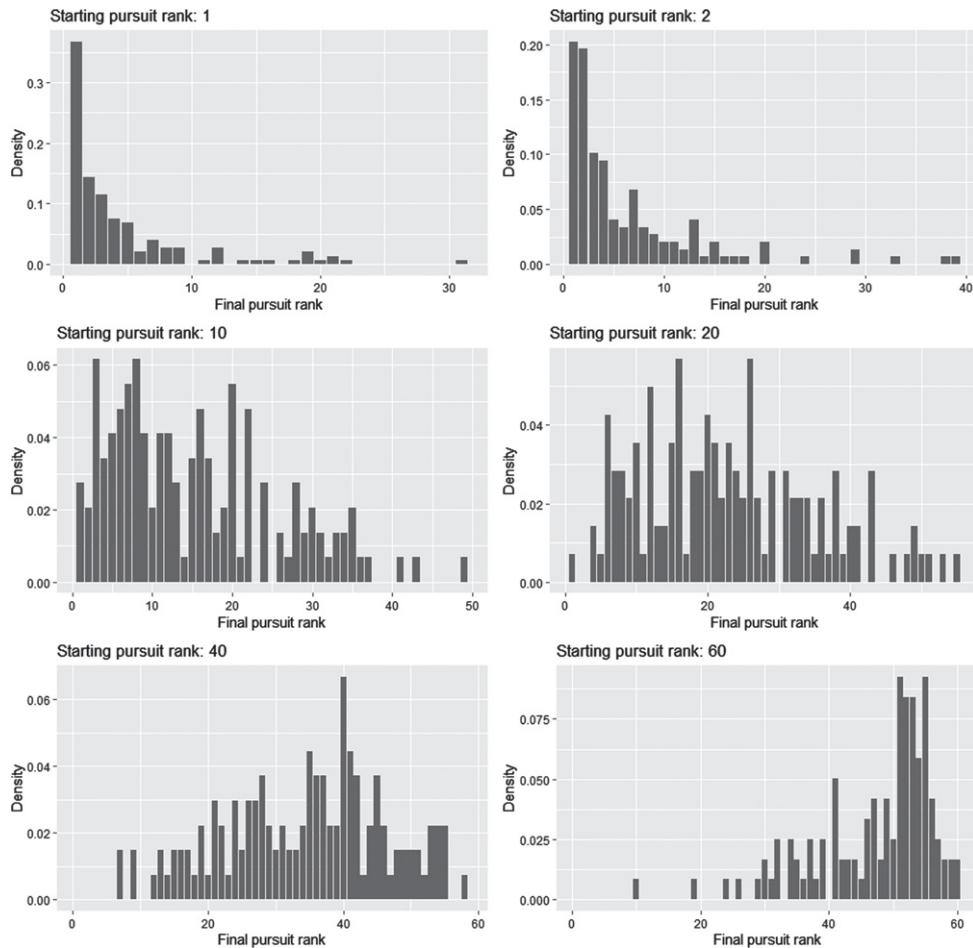 Starting pursuit rank: 1
0.3
0.2
0.1
0.0
Density
0 10 20 30
Final pursuit rank
Starting pursuit rank: 2
0.20
0.15
0.10
0.05
0.00
Density
0 10 20 30 40
Final pursuit rank
Starting pursuit rank: 10
0.06
0.04
0.02
0.00
Density
0 10 20 30 40 50
Final pursuit rank
Starting pursuit rank: 20
0.04
0.02
0.00
Density
0 20 40
Final pursuit rank
Starting pursuit rank: 40
0.06
0.04
0.02
0.00
Density
0 20 40 60
Final pursuit rank
Starting pursuit rank: 60
0.075
0.050
0.025
0.000
Density
0 20 40 60
Final pursuit rank